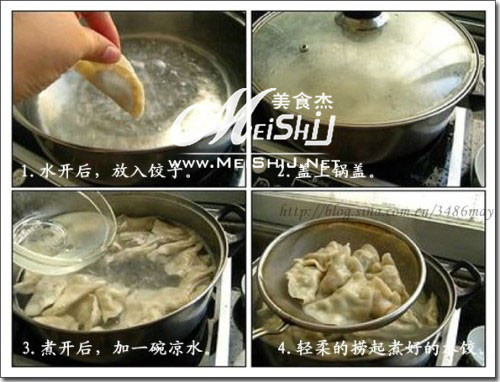 1. 水开后，放入饺子。
2. 盖上锅盖。
美食杰
MEiSHiJ
WWW.MEISHIJ.NET
http://blog.sina.com.cn/3486may
3. 煮开后，加一碗凉水。
4. 轻柔的捞起煮好的水饺。